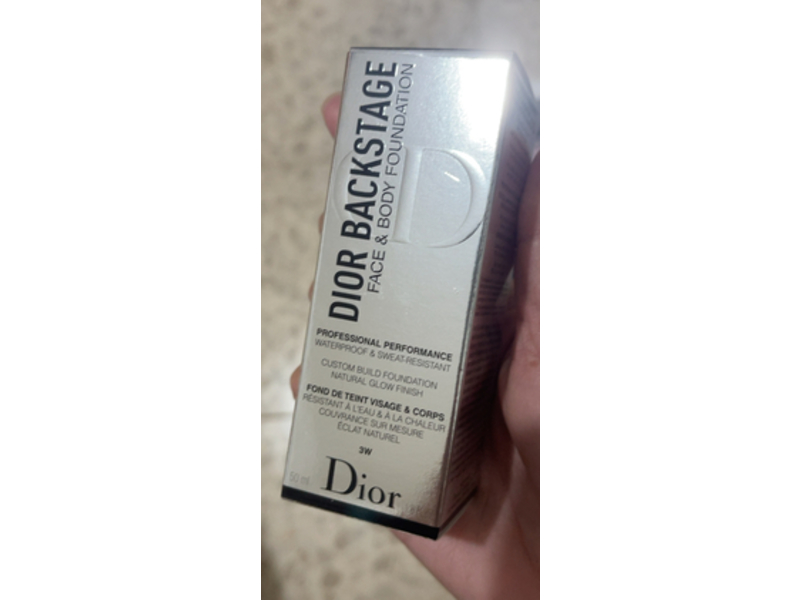 DIOR BACKSTAGE
FACE & BODY FOUNDATION
PROFESSIONAL PERFORMANCE
WATERPROOF & SWEAT-RESISTANT
CUSTOM BUILD FOUNDATION
NATURAL GLOW FINISH
FOND DE TEINT VISAGE & CORPS
RÉSISTANT À L'EAU & À LA CHALEUR
COUVRANCE SUR MESURE
ÉCLAT NATUREL
3W
50 ml
Dior